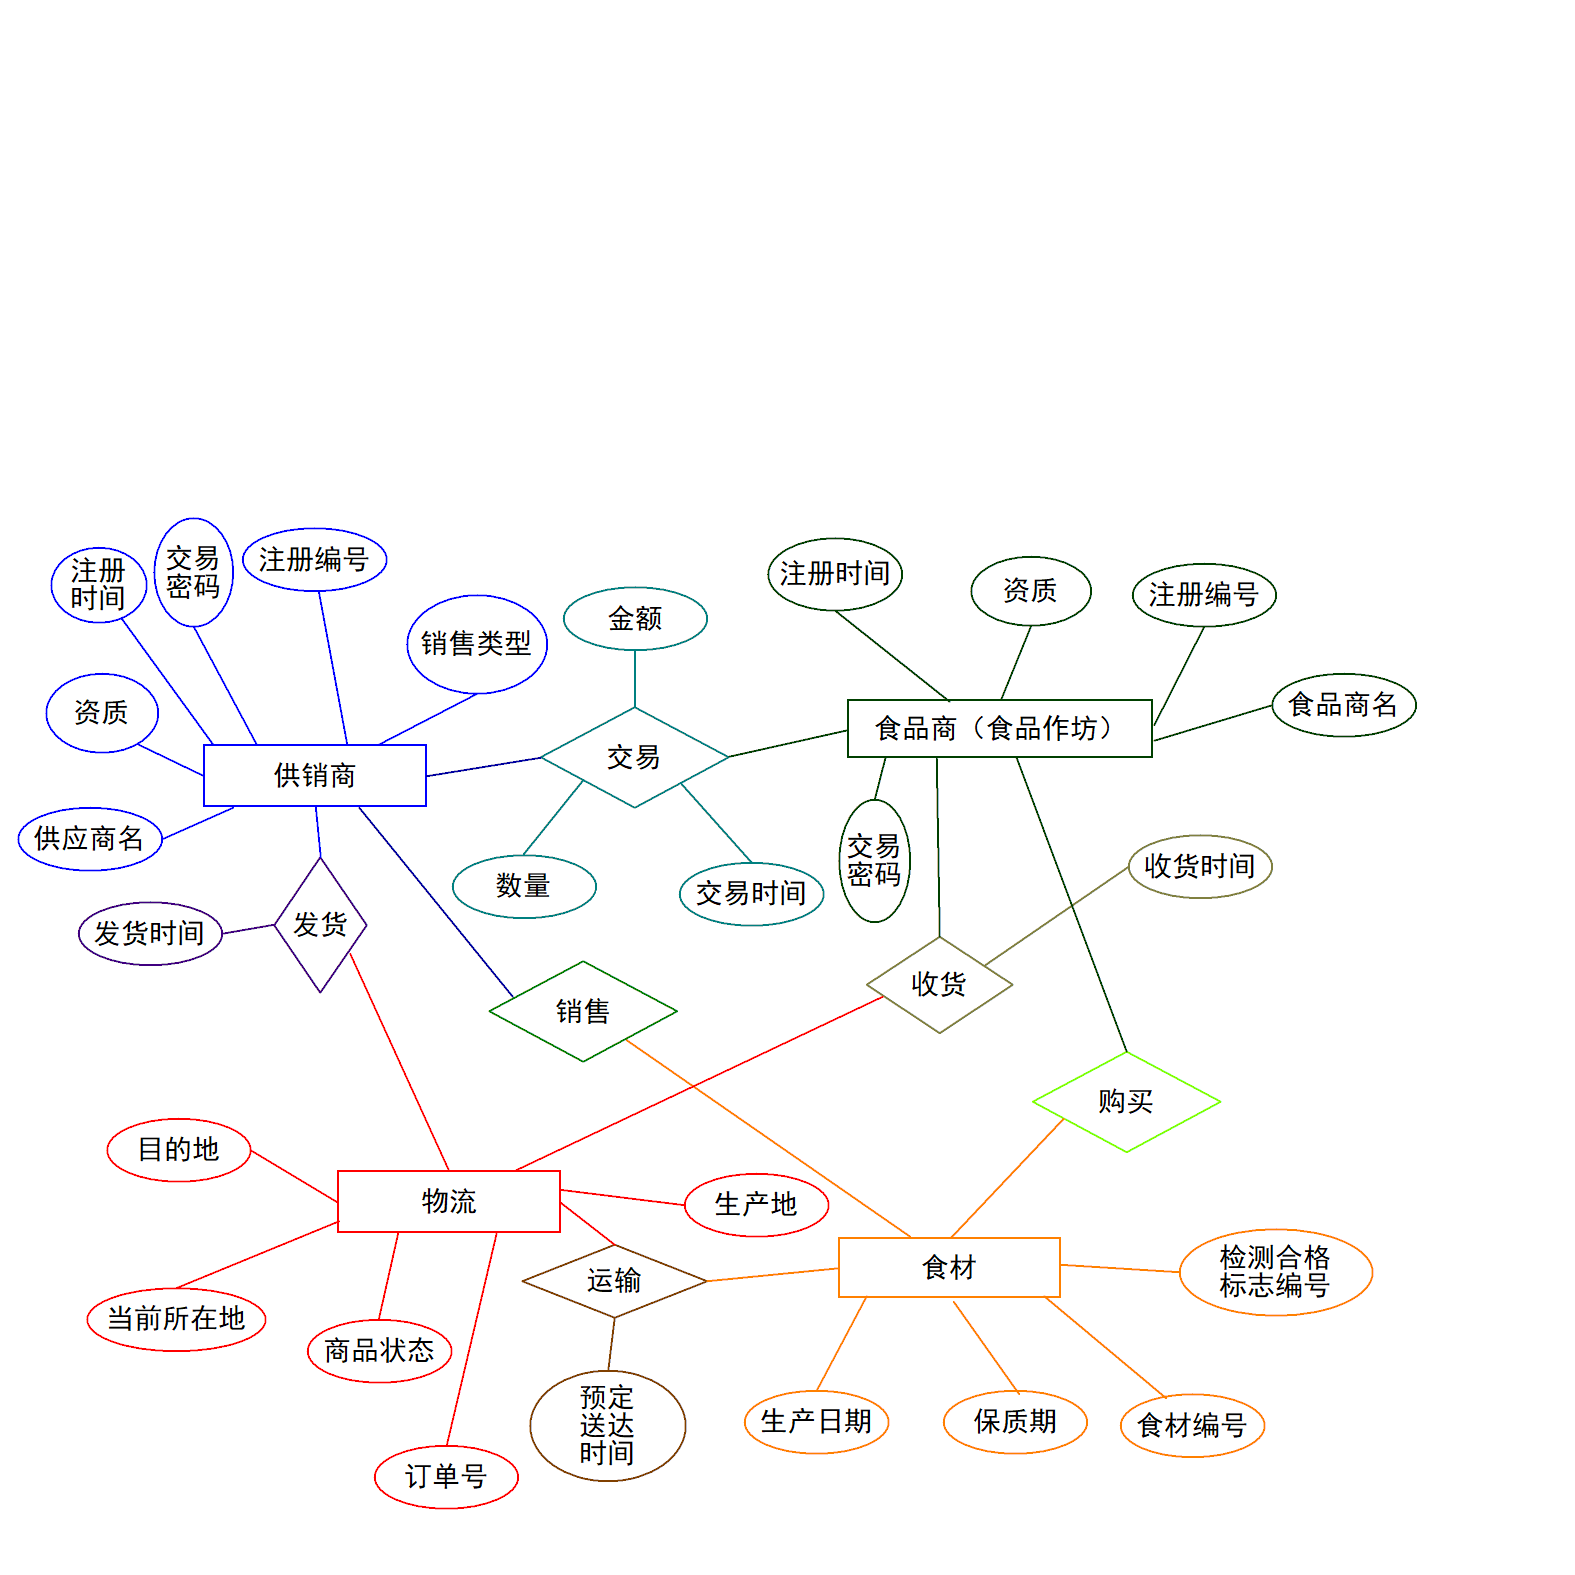 注册
时间
交易
密码
注册编号
销售类型
金额
注册时间
资质
注册编号
资质
供销商
交易
食品商（食品作坊）
食品商名
供应商名
数量
交易时间
交易
密码
收货时间
发货时间
发货
销售
收货
购买
目的地
物流
生产地
运输
食材
检测合格
标志编号
当前所在地
商品状态
预定
送达
时间
生产日期
保质期
食材编号
订单号